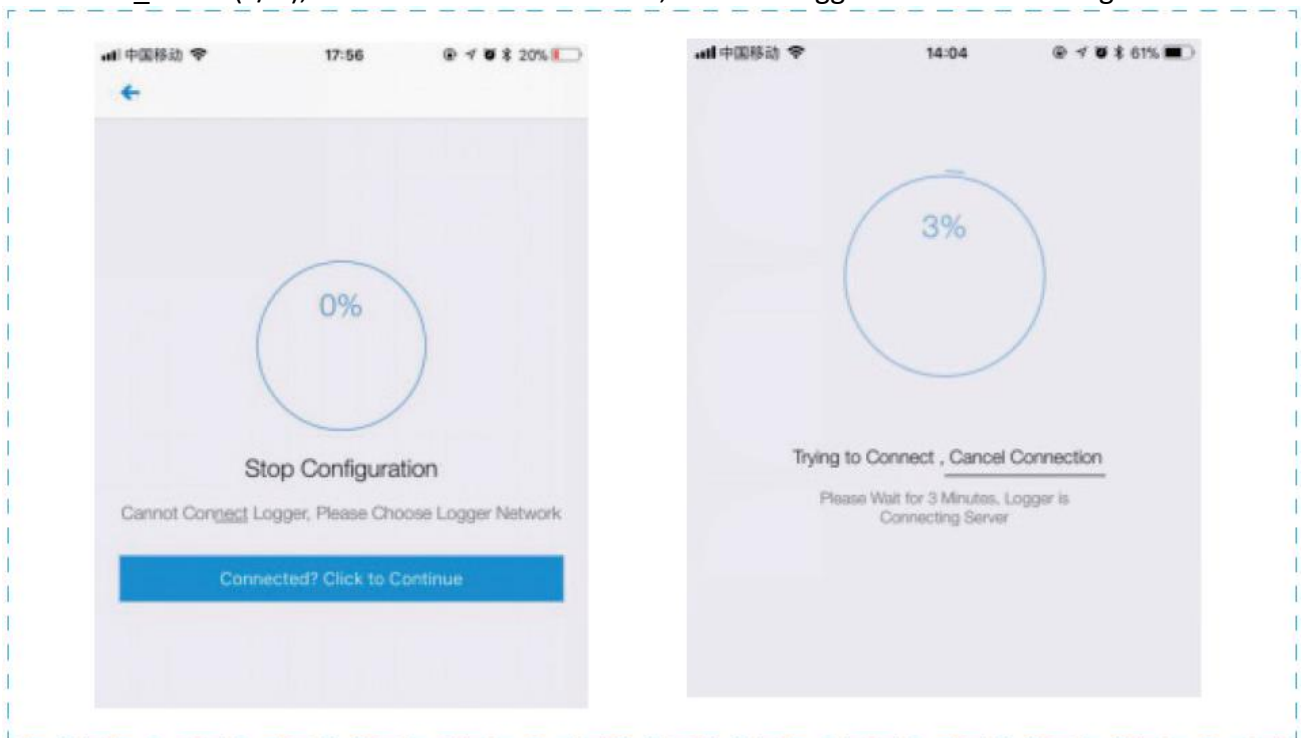 中国移动 17:56 20%
0%
Stop Configuration
Cannot Connect Logger, Please Choose Logger Network
Connected? Click to Continue
中国移动 14:04 61%
3%
Trying to Connect , Cancel Connection
Please Wait for 3 Minutes, Logger is
Connecting Server